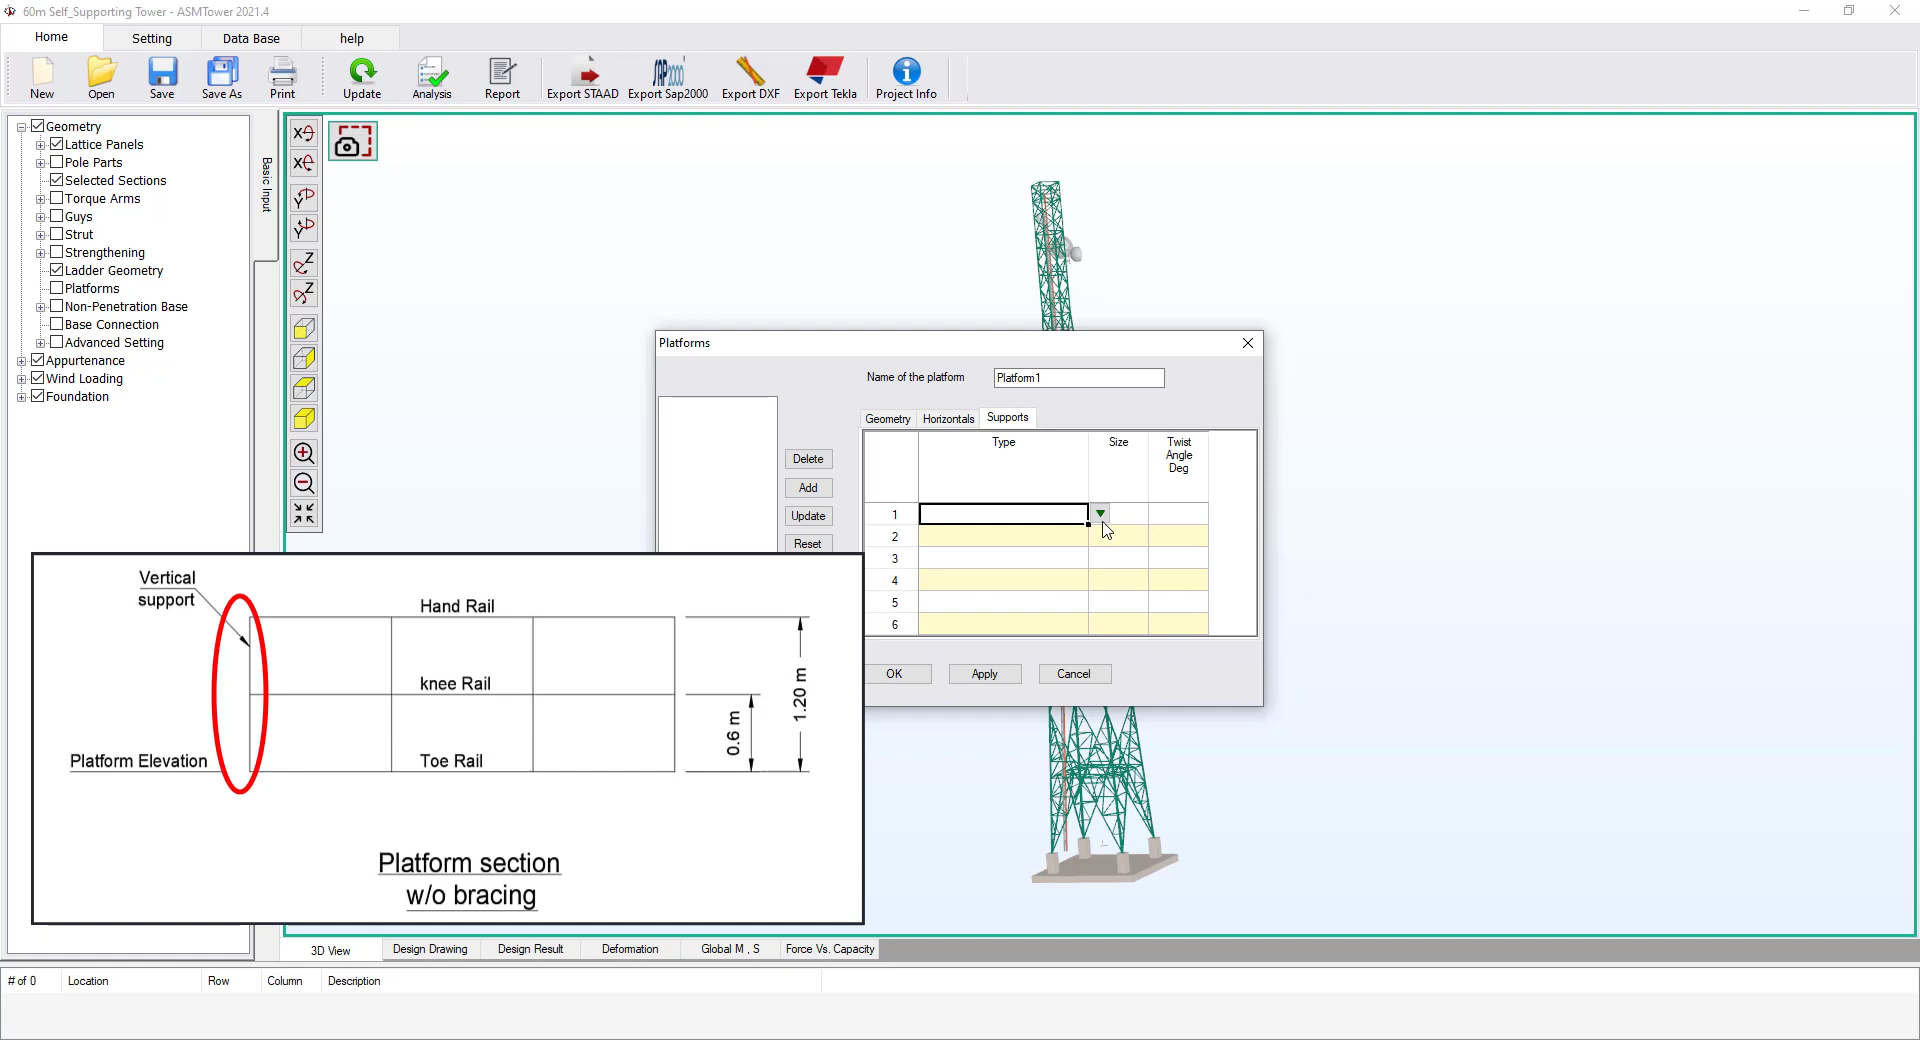 60m Self_Supporting Tower - ASMTower 2021.4
Home Setting Data Base help
New Open Save Save As Print Update Analysis Report Export STAAD Export Sap2000 Export DXF Export Tekla Project Info
SAP2000
Geometry
Lattice Panels
Pole Parts
Selected Sections
Torque Arms
Guys
Strut
Strengthening
Ladder Geometry
Platforms
Non-Penetration Base
Base Connection
Advanced Setting
Appurtenance
Wind Loading
Foundation
Basic Input
X
X
Y
Y
Z
Z
Platforms
Name of the platform Platform1
Geometry Horizontals Supports
Type Size Twist
Angle
Deg
Delete
Add
Update
Reset
1
2
3
4
5
6
OK Apply Cancel
Vertical
support
Hand Rail
knee Rail
Toe Rail
Platform Elevation
0.6 m
1.20 m
Platform section
w/o bracing
3D View Design Drawing Design Result Deformation Global M , S Force Vs. Capacity
# of 0 Location Row Column Description